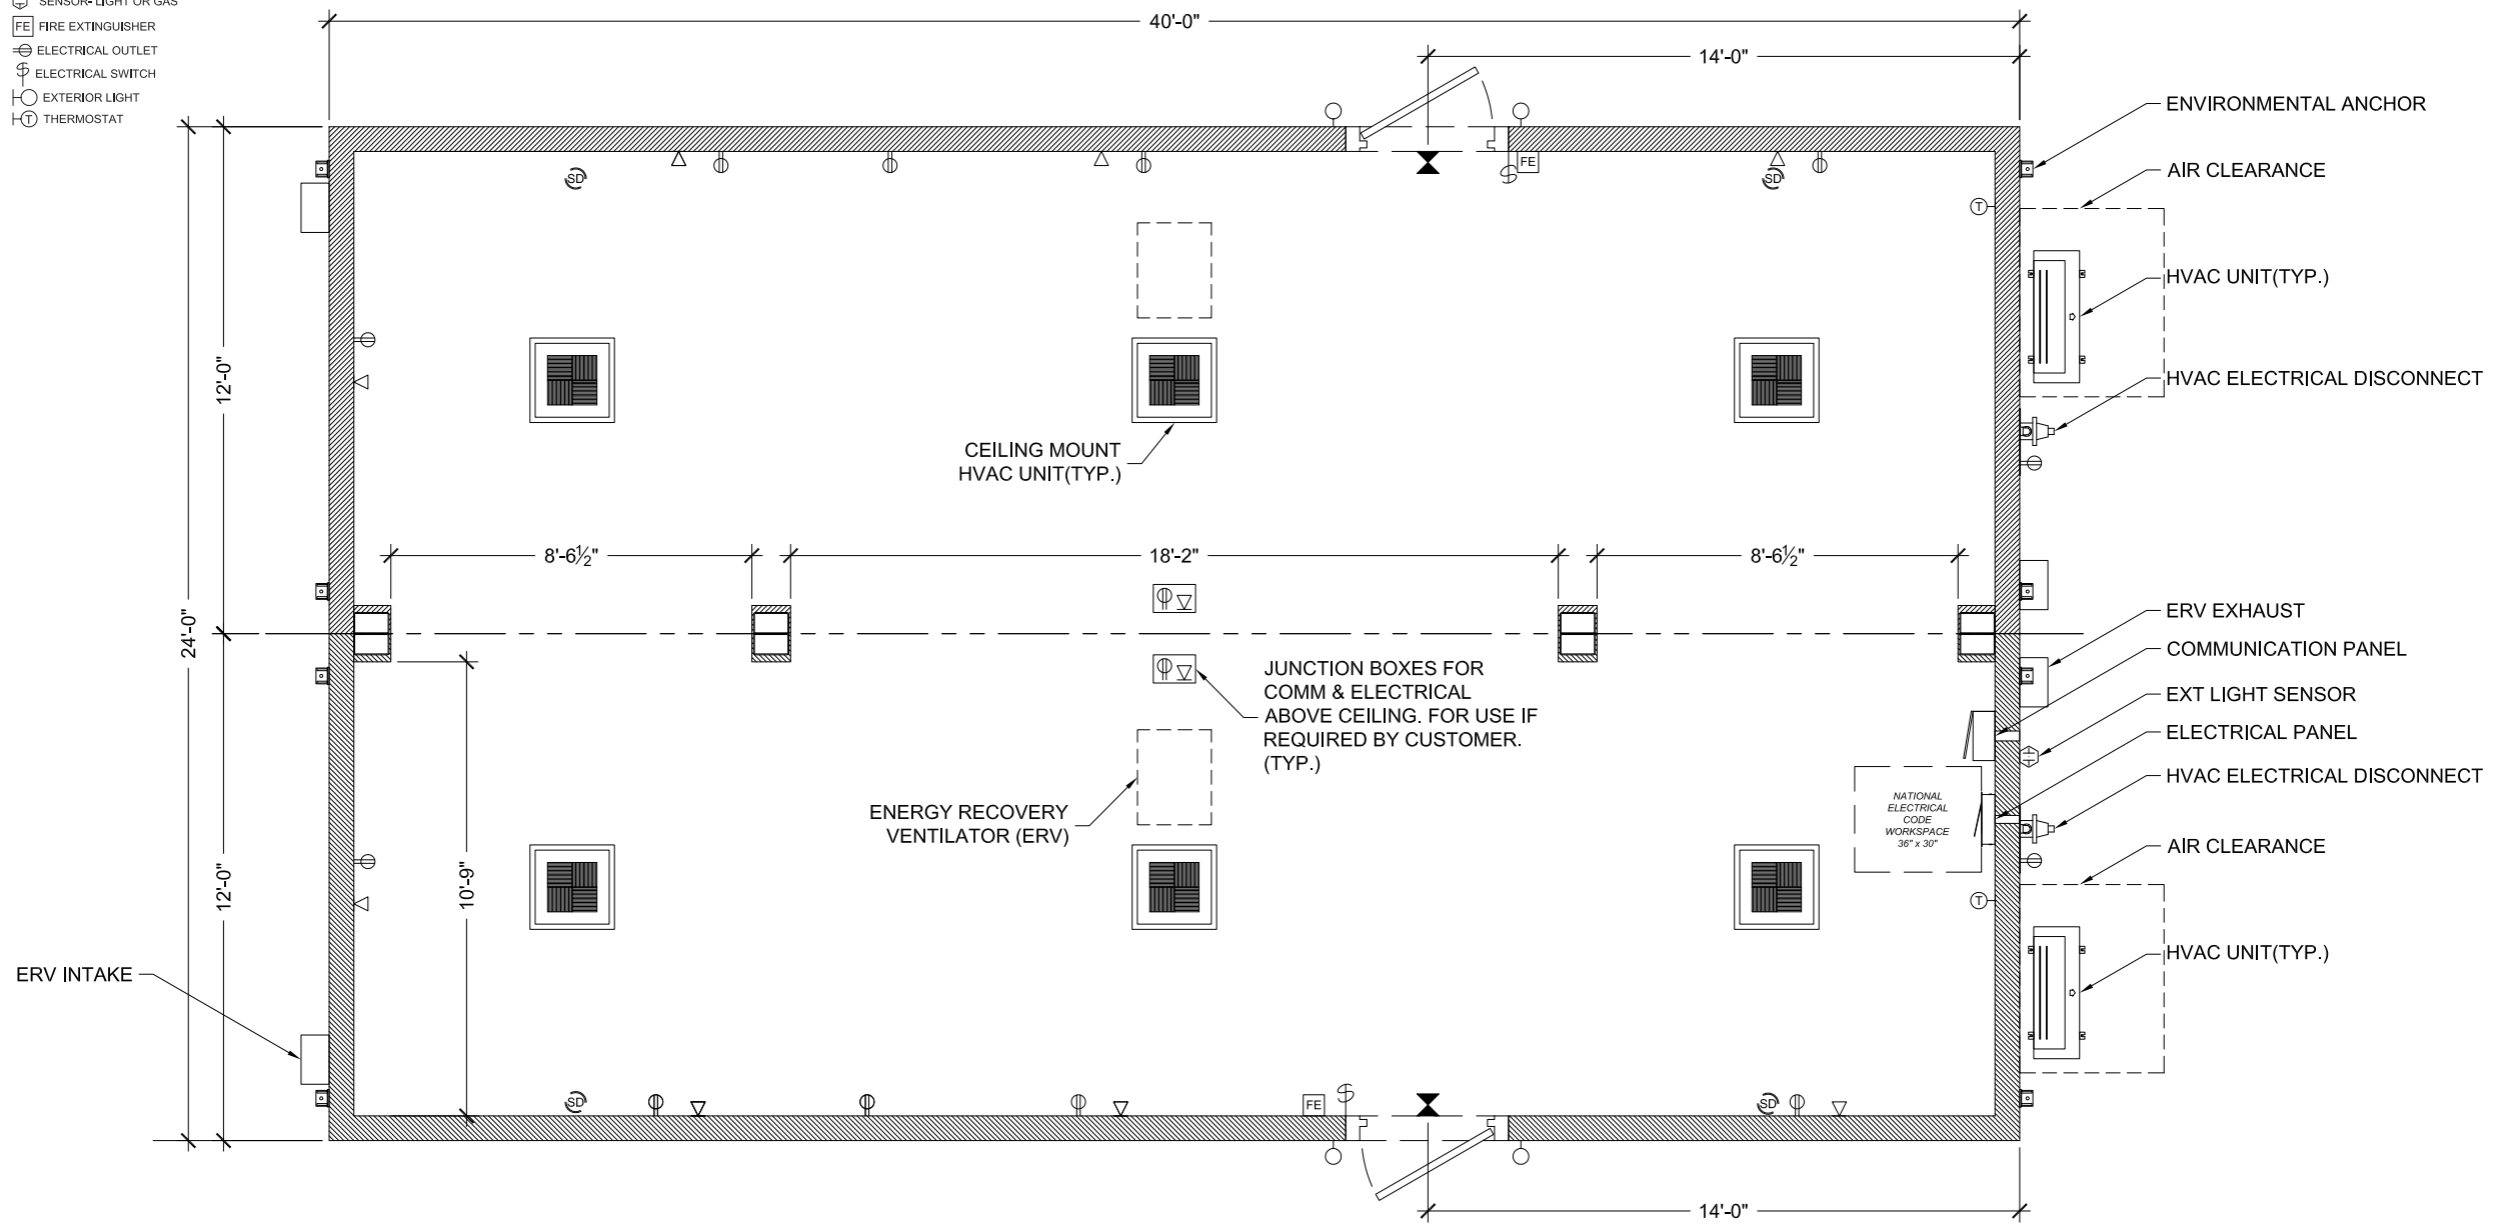 SENSOR- LIGHT OR GAS
FE FIRE EXTINGUISHER
ELECTRICAL OUTLET
ELECTRICAL SWITCH
EXTERIOR LIGHT
T THERMOSTAT
40'-0"
14'-0"
ENVIRONMENTAL ANCHOR
AIR CLEARANCE
HVAC UNIT(TYP.)
HVAC ELECTRICAL DISCONNECT
SD
FE
SD
T
12'-0"
24'-0"
CEILING MOUNT
HVAC UNIT(TYP.)
8'-6½"
18'-2"
8'-6½"
ERV EXHAUST
COMMUNICATION PANEL
EXT LIGHT SENSOR
ELECTRICAL PANEL
HVAC ELECTRICAL DISCONNECT
AIR CLEARANCE
HVAC UNIT(TYP.)
JUNCTION BOXES FOR
COMM & ELECTRICAL
ABOVE CEILING. FOR USE IF
REQUIRED BY CUSTOMER.
(TYP.)
ENERGY RECOVERY
VENTILATOR (ERV)
NATIONAL
ELECTRICAL
CODE
WORKSPACE
36" x 30"
T
12'-0"
10'-9"
ERV INTAKE
SD
FE
SD
14'-0"